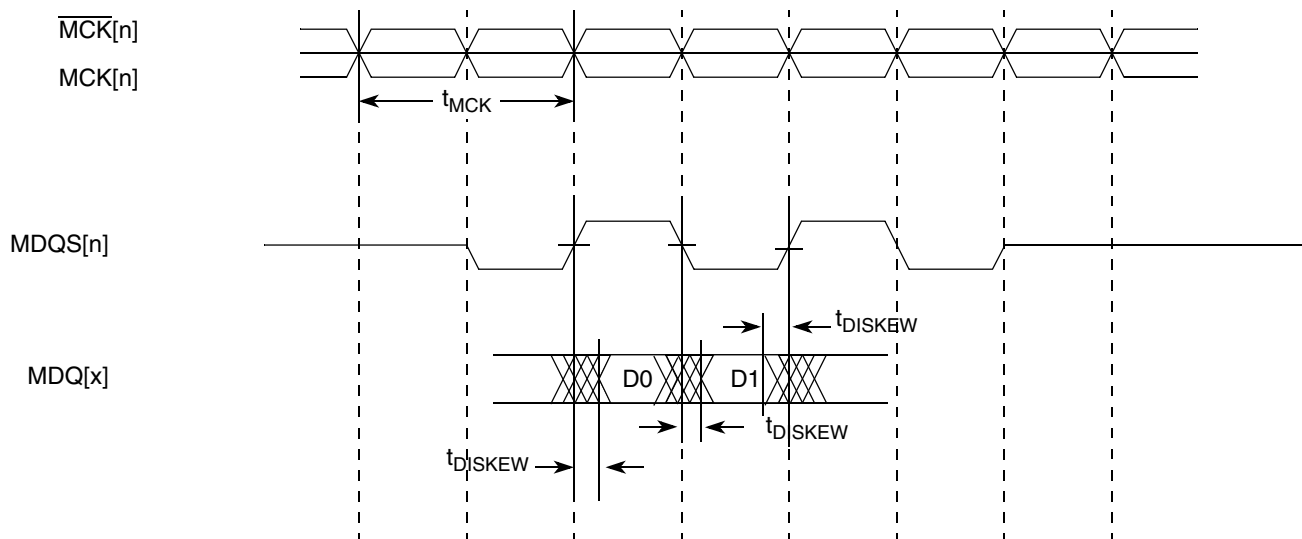 MCK[n]
MCK[n]
tMCK
MDQS[n]
tDISKEW
MDQ[x]
D0
D1
tDISKEW
tDISKEW